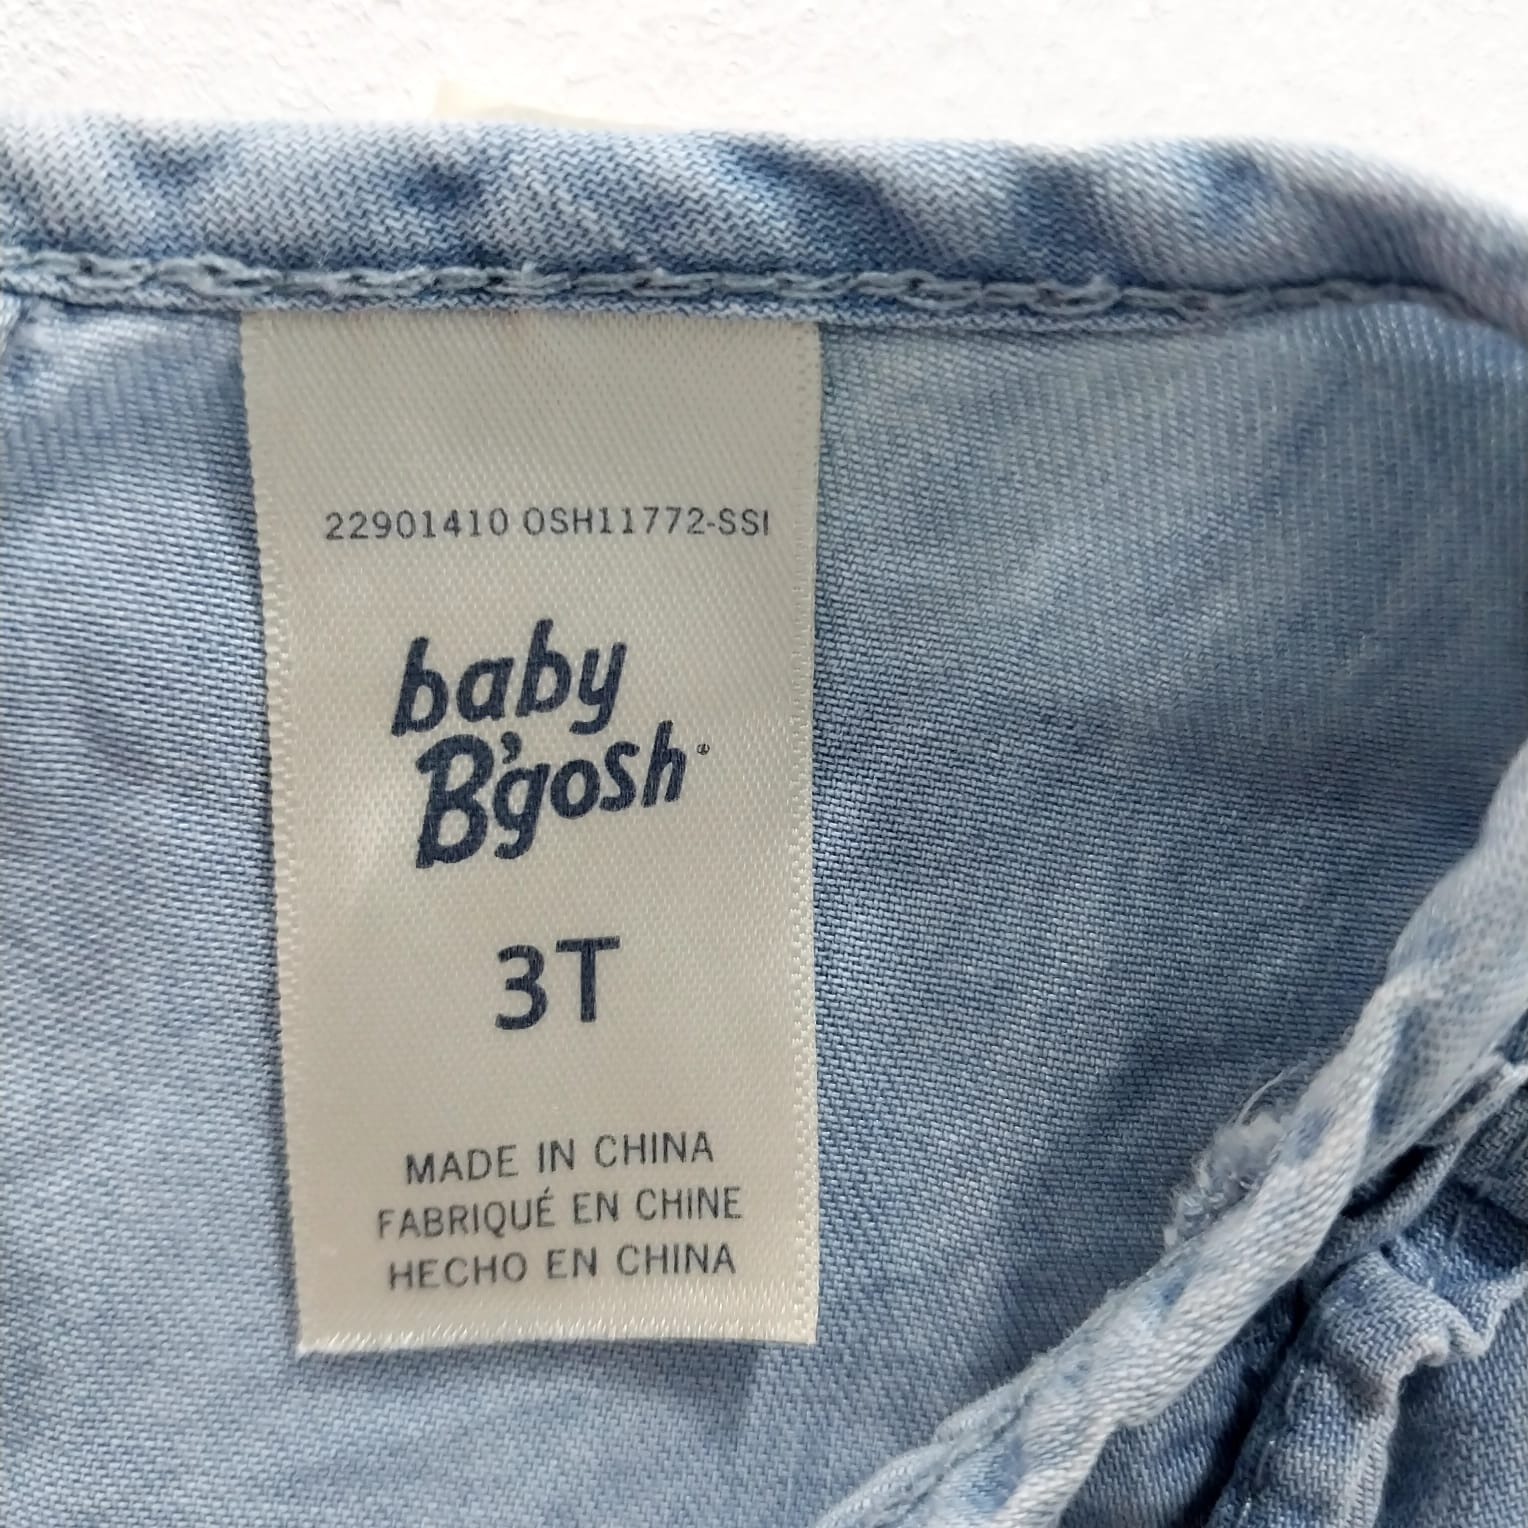 22901410 OSH11772-SSI
baby
B'gosh®
3T
MADE IN CHINA
FABRIQUÉ EN CHINE
HECHO EN CHINA